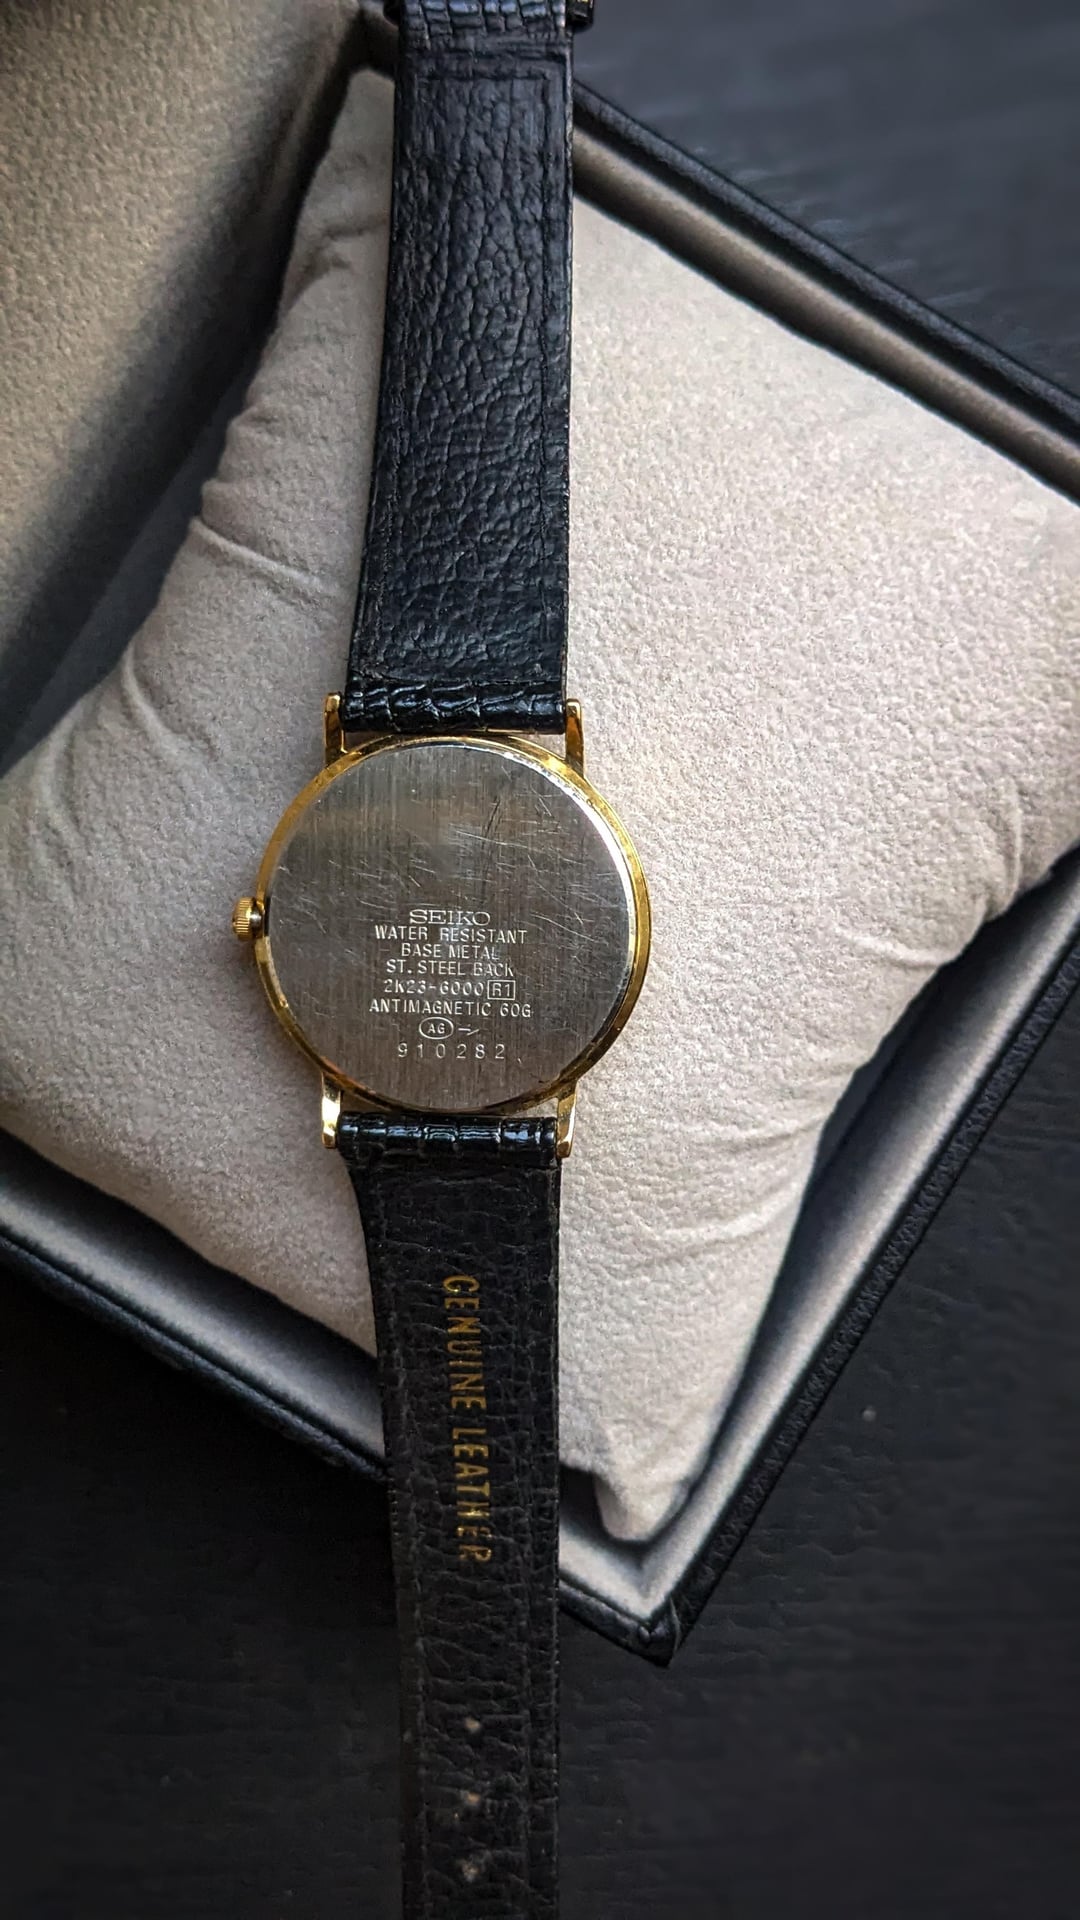 SEIKO
WATER RESISTANT
BASE METAL
ST. STEEL BACK
2K23-6000 R1
ANTIMAGNETIC 60G
AG
910282
GENUINE LEATHER